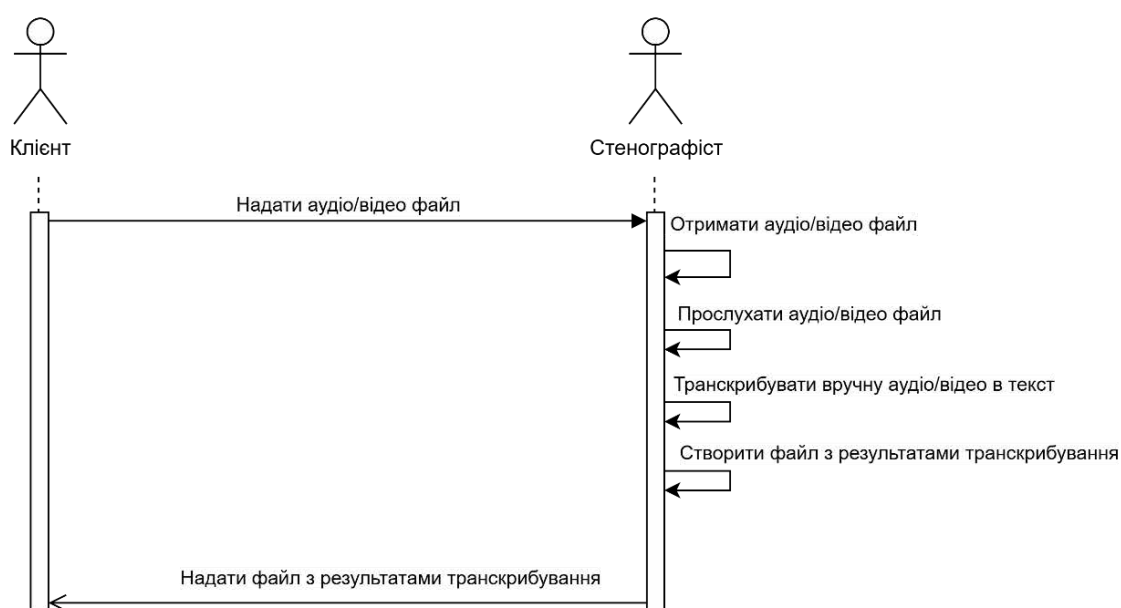 Клієнт
Стенографіст
Надати аудіо/відео файл
Отримати аудіо/відео файл
Прослухати аудіо/відео файл
Транскрибувати вручну аудіо/відео в текст
Створити файл з результатами транскрибування
Надати файл з результатами транскрибування